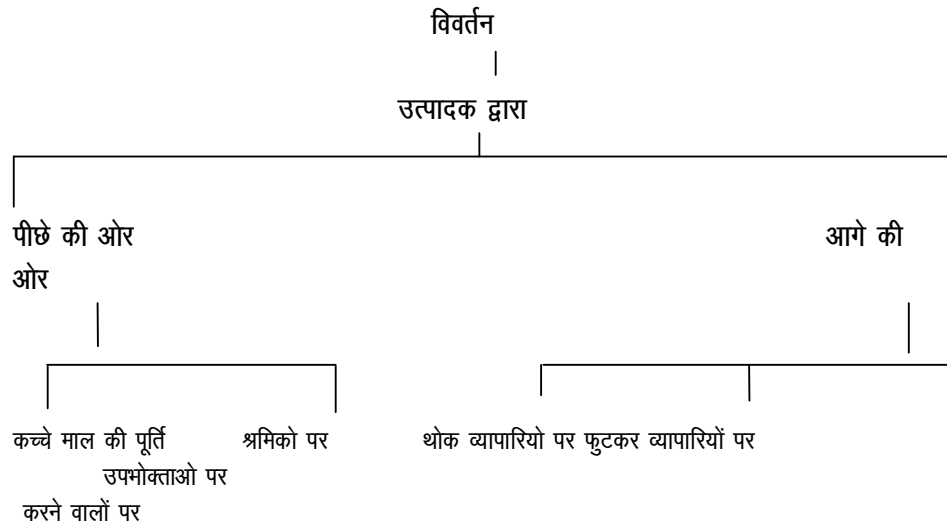 विवर्तन
उत्पादक द्वारा
पीछे की ओर आगे की
ओर
कच्चे माल की पूर्ति श्रमिको पर थोक व्यापारियो पर फुटकर व्यापारियों पर
उपभोक्ताओ पर
करने वालों पर